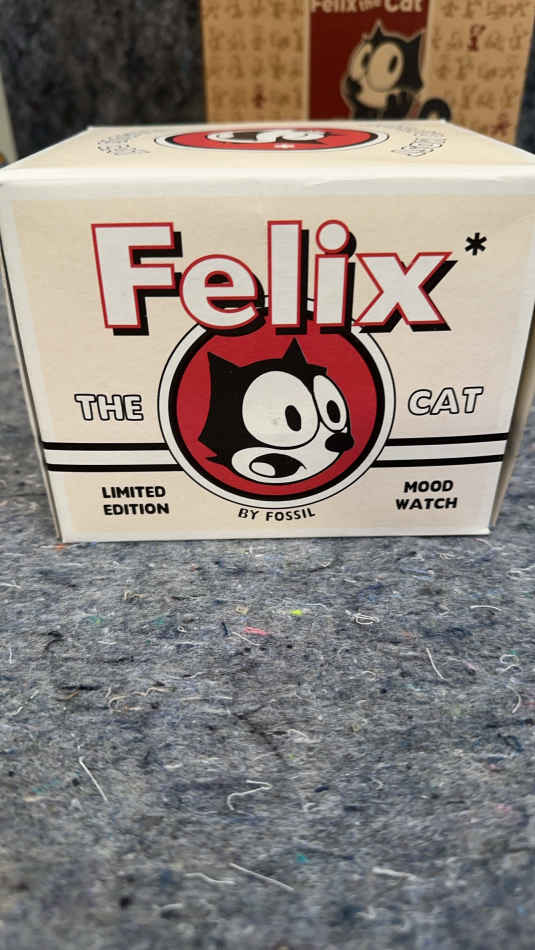 Felix the Cat
Felix*
THE CAT
LIMITED EDITION
MOOD WATCH
BY FOSSIL